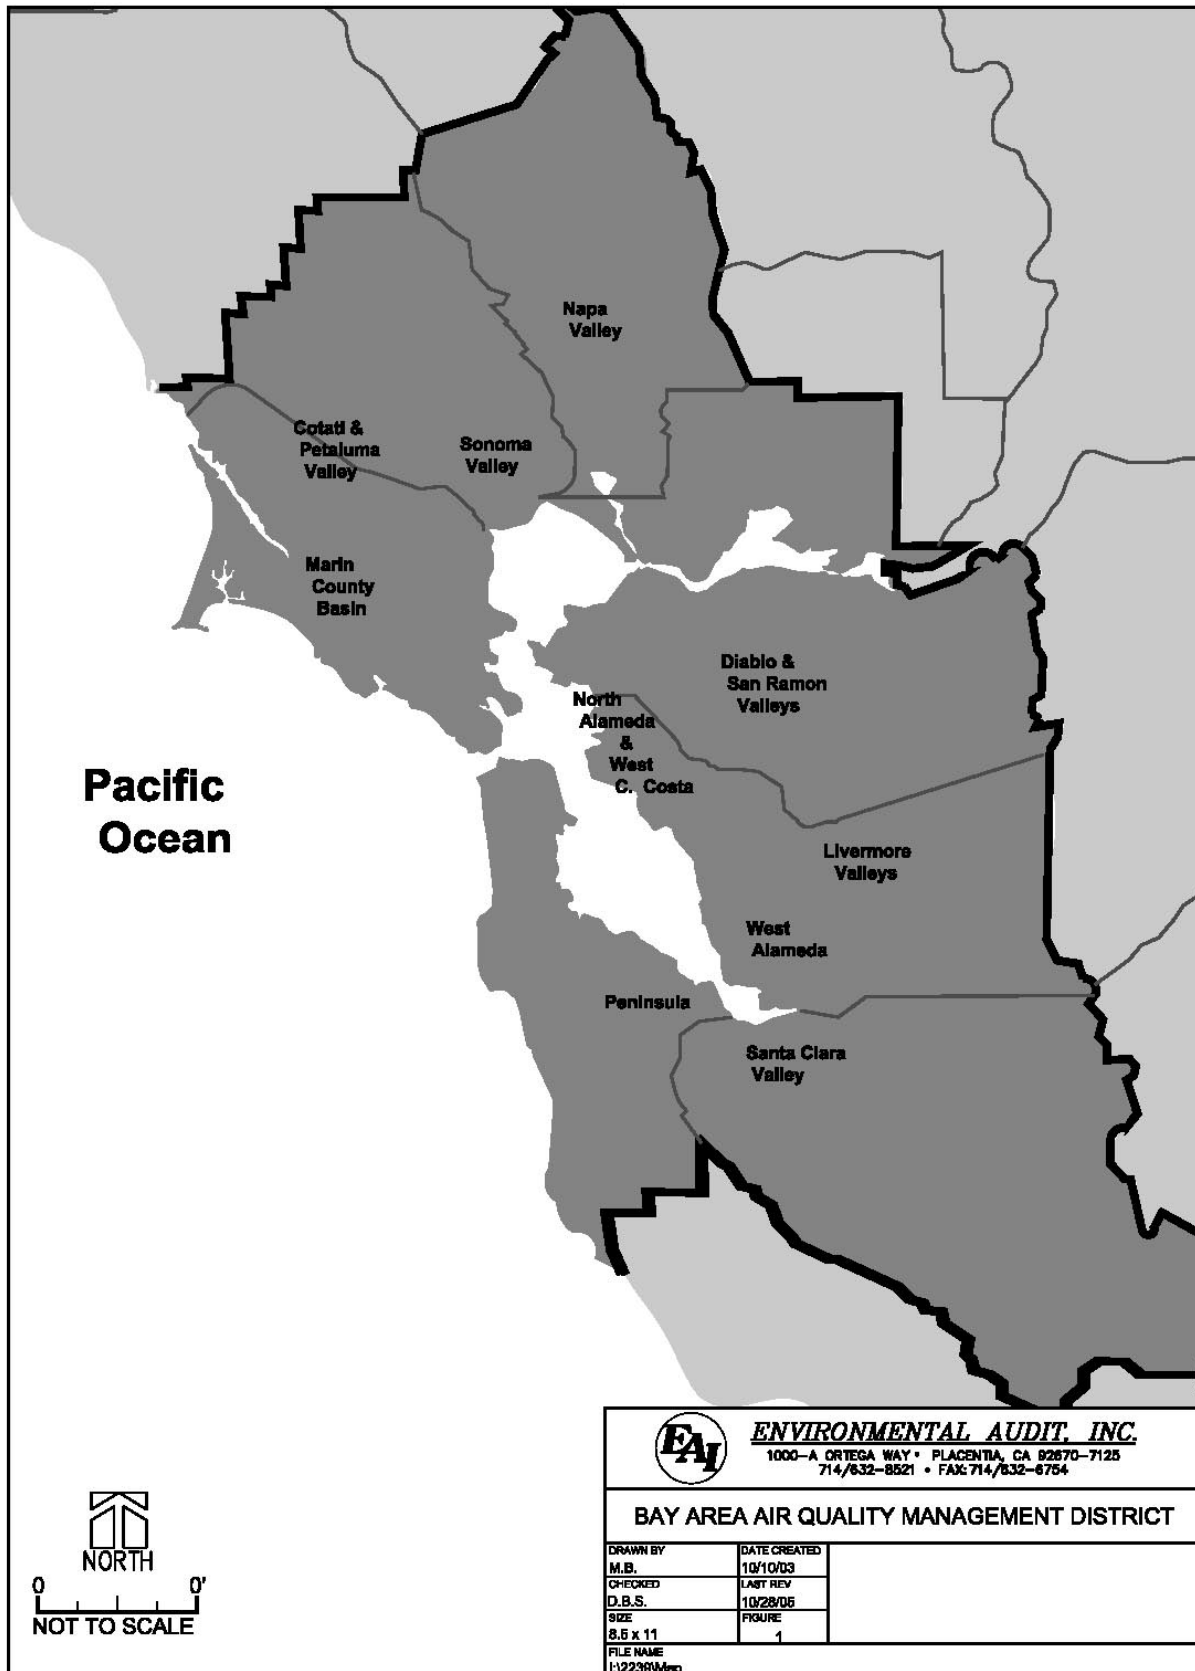 Napa
Valley
Cotati &
Petaluma
Valley
Sonoma
Valley
Marin
County
Basin
Diablo &
San Ramon
Valleys
North
Alameda
&
West
C. Costa
Pacific
Ocean
Livermore
Valleys
West
Alameda
Peninsula
Santa Clara
Valley
EAI
ENVIRONMENTAL AUDIT, INC.
1000-A ORTEGA WAY • PLACENTIA, CA 92670-7125
714/632-8521 • FAX: 714/632-6754
BAY AREA AIR QUALITY MANAGEMENT DISTRICT
DRAWN BY
M.B.
DATE CREATED
10/10/03
CHECKED
D.B.S.
LAST REV
10/28/05
SIZE
8.5 x 11
FIGURE
1
FILE NAME
I:\2239\Map
NORTH
0 0'
NOT TO SCALE